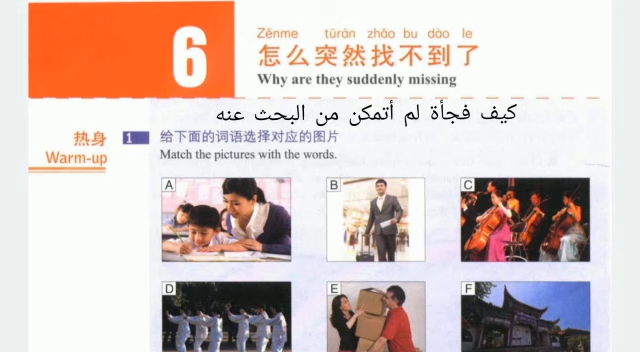 6
Zěnme tūrán zhǎo bu dào le
怎么突然找不到了
Why are they suddenly missing
كيف فجأة لم أتمكن من البحث عنه
热身
Warm-up
1 给下面的词语选择对应的图片
Match the pictures with the words.
A B C
D E F